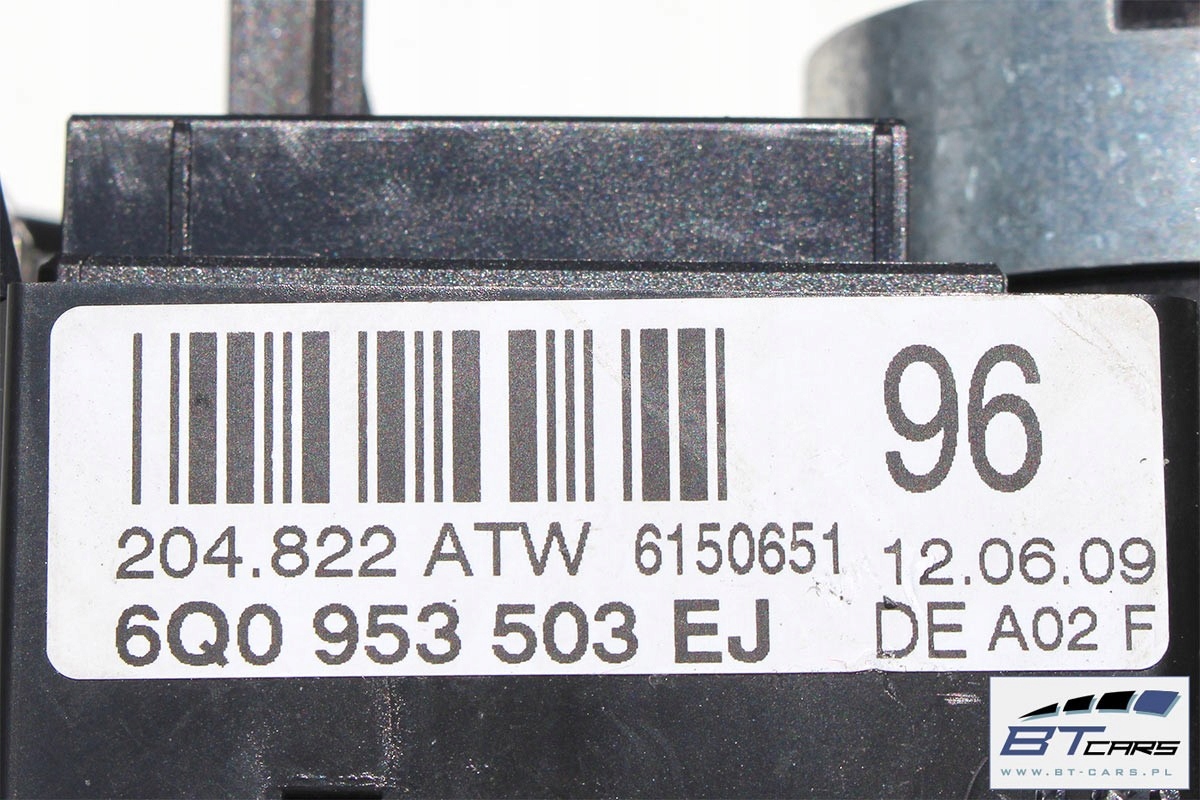 96
204.822 ATW 6150651 12.06.09
6Q0 953 503 EJ DE A02 F
BT CARS
WWW.BT-CARS.PL